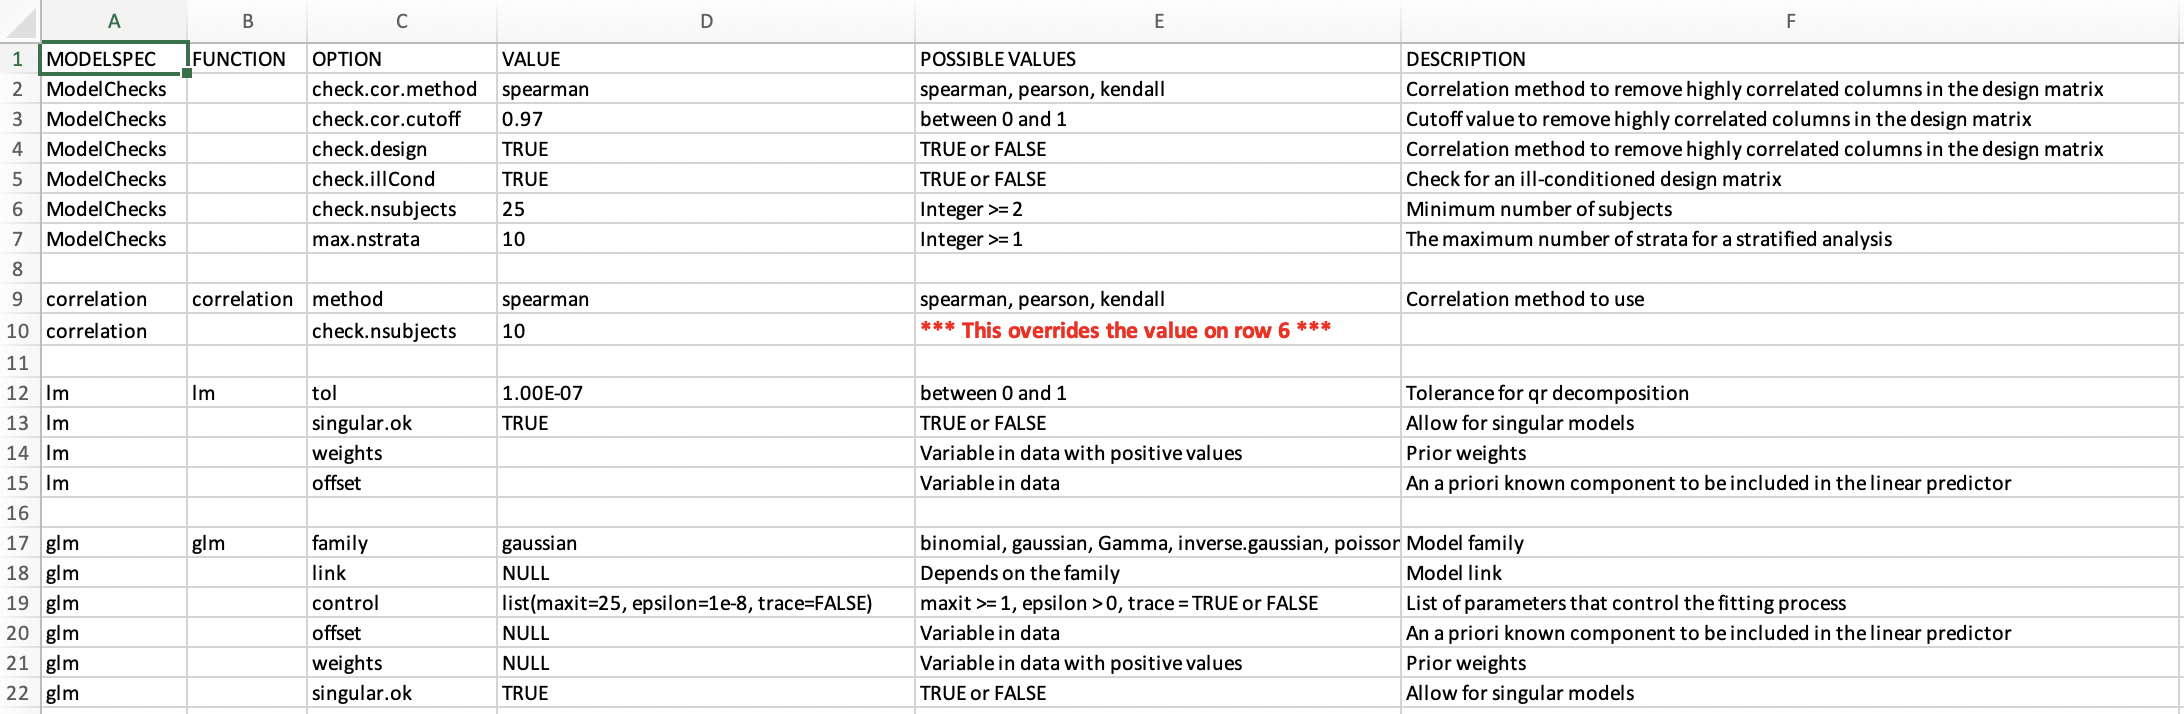 A B C D E F
1 MODELSPEC FUNCTION OPTION VALUE POSSIBLE VALUES DESCRIPTION
2 ModelChecks check.cor.method spearman spearman, pearson, kendall Correlation method to remove highly correlated columns in the design matrix
3 ModelChecks check.cor.cutoff 0.97 between 0 and 1 Cutoff value to remove highly correlated columns in the design matrix
4 ModelChecks check.design TRUE TRUE or FALSE Correlation method to remove highly correlated columns in the design matrix
5 ModelChecks check.illCond TRUE TRUE or FALSE Check for an ill-conditioned design matrix
6 ModelChecks check.nsubjects 25 Integer >= 2 Minimum number of subjects
7 ModelChecks max.nstrata 10 Integer >= 1 The maximum number of strata for a stratified analysis
8
9 correlation correlation method spearman spearman, pearson, kendall Correlation method to use
10 correlation check.nsubjects 10 *** This overrides the value on row 6 ***
11
12 lm lm tol 1.00E-07 between 0 and 1 Tolerance for qr decomposition
13 lm singular.ok TRUE TRUE or FALSE Allow for singular models
14 lm weights Variable in data with positive values Prior weights
15 lm offset Variable in data An a priori known component to be included in the linear predictor
16
17 glm glm family gaussian binomial, gaussian, Gamma, inverse.gaussian, poissor Model family
18 glm link NULL Depends on the family Model link
19 glm control list(maxit=25, epsilon=1e-8, trace=FALSE) maxit >= 1, epsilon > 0, trace = TRUE or FALSE List of parameters that control the fitting process
20 glm offset NULL Variable in data An a priori known component to be included in the linear predictor
21 glm weights NULL Variable in data with positive values Prior weights
22 glm singular.ok TRUE TRUE or FALSE Allow for singular models